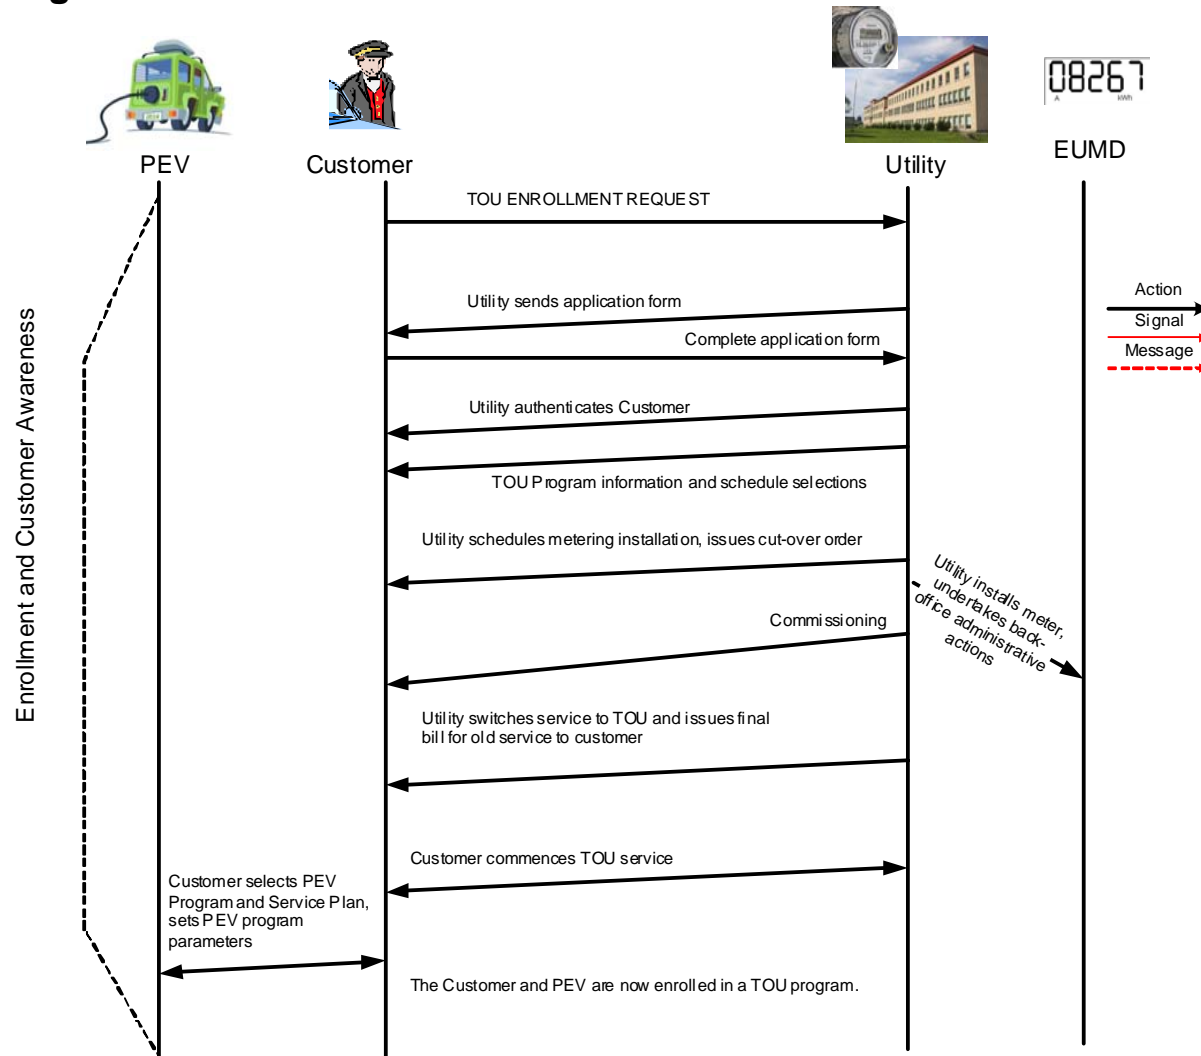 08267
A
kWh
PEV
Customer
Utility
EUMD
TOU ENROLLMENT REQUEST
Utility sends application form
Action
Signal
Message
Complete application form
Enrollment and Customer Awareness
Utility authenticates Customer
TOU Program information and schedule selections
Utility schedules metering installation, issues cut-over order
Utility installs meter,
undertakes back-
office administrative
actions
Commissioning
Utility switches service to TOU and issues final
bill for old service to customer
Customer commences TOU service
Customer selects PEV
Program and Service Plan,
sets PEV program
parameters
The Customer and PEV are now enrolled in a TOU program.